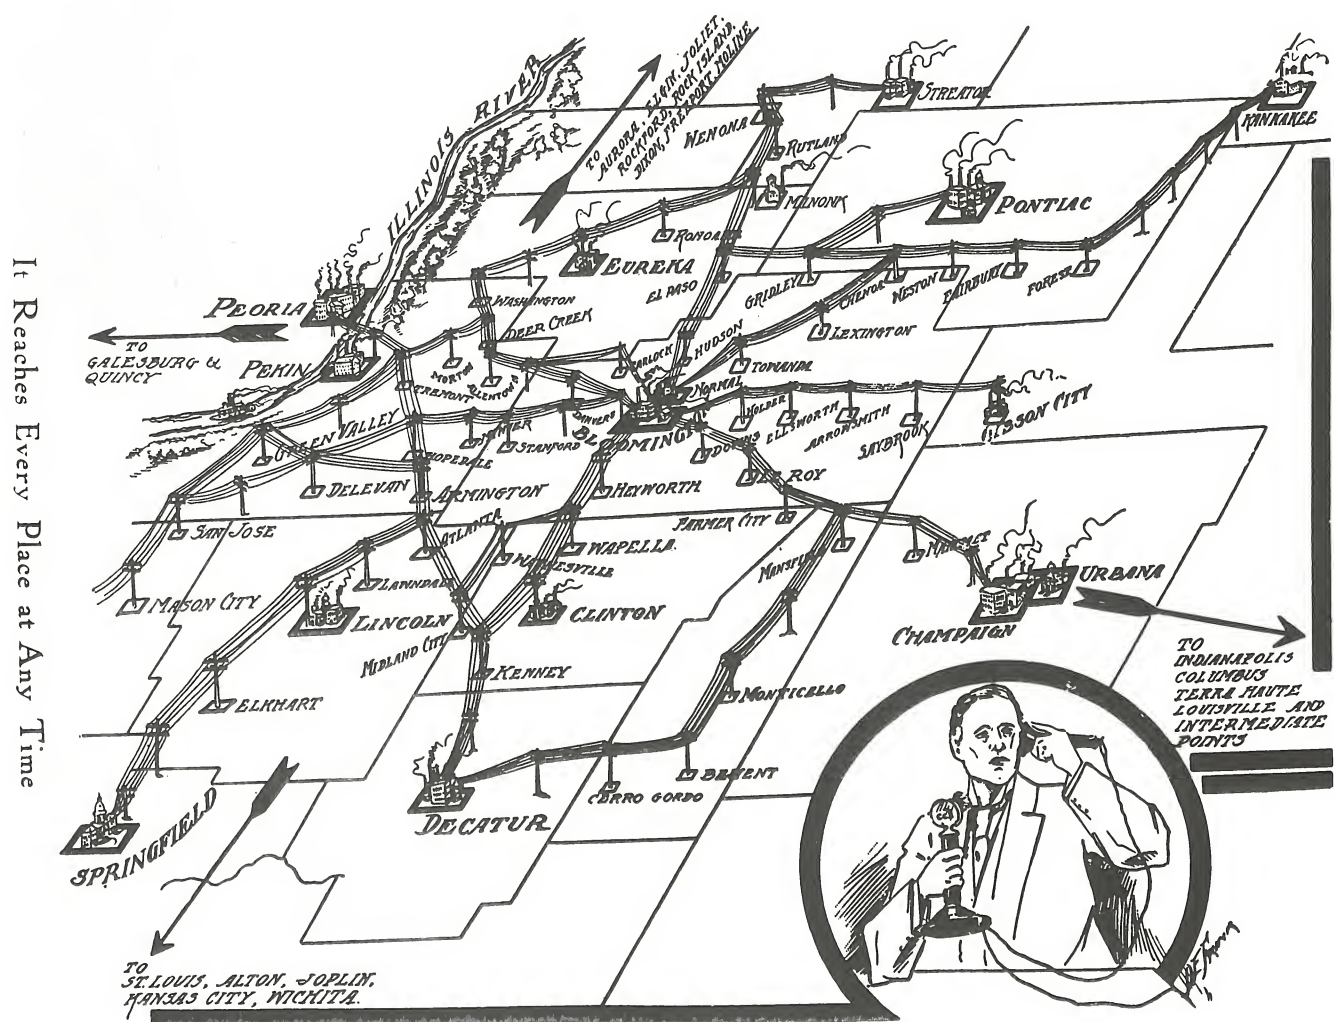 It Reaches Every Place at Any Time
ILLINOIS RIVER
TO
AURORA, ELGIN, JOLIET,
ROCKFORD, ROCK ISLAND,
DIXON, FREEPORT, MOLINE
STREATOR
KANKAKEE
WENONA
RUTLAND
MINONK
PONTIAC
RONOAKE
EUREKA
EL PASO
GRIDLEY
CHENOA
WESTON
FAIRBURY
FOREST
PEORIA
WASHINGTON
DEER CREEK
TO
GALESBURG &
QUINCY
PEKIN
MORTON
HUDSON
LEXINGTON
TOWANDA
NORMAL
TREMONT
DANVERS
BLOOMINGTON
HOLDER
ELLSWORTH
ARROWSMITH
SAYBROOK
GIBSON CITY
GREEN VALLEY
MINIER
STANFORD
DOWNS
HOPEDALE
LE ROY
DELEVAN
ARMINGTON
HEYWORTH
FARMER CITY
SAN JOSE
ATLANTA
WAPELLA
WAYNESVILLE
MANSFIELD
MAHOMET
MASON CITY
LAWNDALE
LINCOLN
CLINTON
URBANA
CHAMPAIGN
MIDLAND CITY
KENNEY
ELKHART
MONTICELLO
TO
INDIANAPOLIS
COLUMBUS
TERRA HAUTE
LOUISVILLE AND
INTERMEDIATE
POINTS
BEMENT
CERRO GORDO
DECATUR
SPRINGFIELD
TO
ST. LOUIS, ALTON, JOPLIN,
KANSAS CITY, WICHITA.